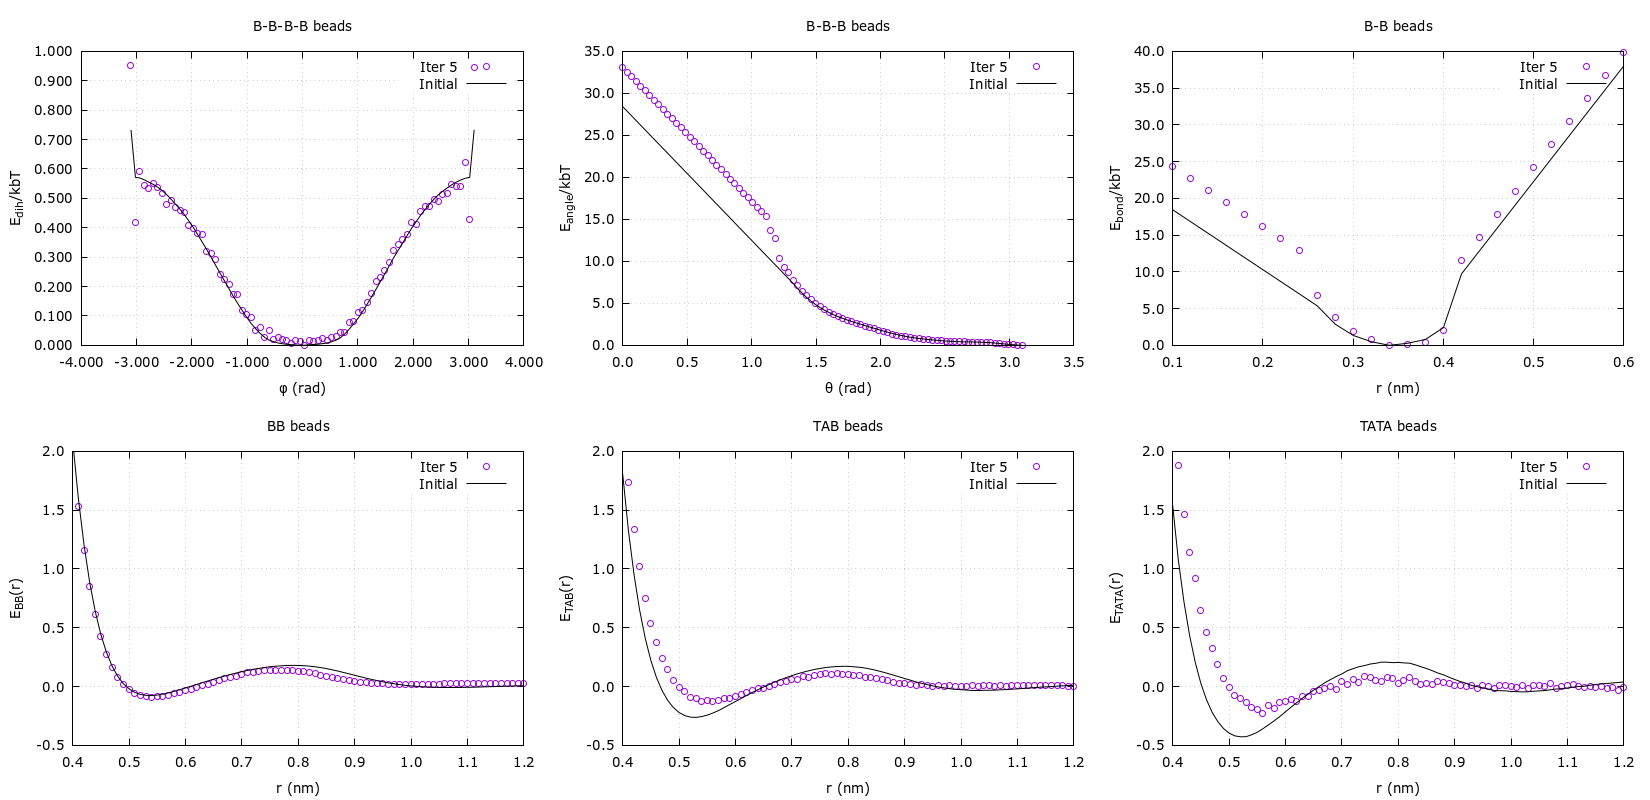 B-B-B-B beads
1.000
0.900
0.800
0.700
0.600
0.500
0.400
0.300
0.200
0.100
0.000
-4.000 -3.000 -2.000 -1.000 0.000 1.000 2.000 3.000 4.000
E_dih/kbT
φ (rad)
Iter 5
Initial
B-B-B beads
35.0
30.0
25.0
20.0
15.0
10.0
5.0
0.0
0.0 0.5 1.0 1.5 2.0 2.5 3.0 3.5
E_angle/kbT
θ (rad)
Iter 5
Initial
B-B beads
40.0
35.0
30.0
25.0
20.0
15.0
10.0
5.0
0.0
0.1 0.2 0.3 0.4 0.5 0.6
E_bond/kbT
r (nm)
Iter 5
Initial
BB beads
2.0
1.5
1.0
0.5
0.0
-0.5
0.4 0.5 0.6 0.7 0.8 0.9 1.0 1.1 1.2
E_BB(r)
r (nm)
Iter 5
Initial
TAB beads
2.0
1.5
1.0
0.5
0.0
-0.5
0.4 0.5 0.6 0.7 0.8 0.9 1.0 1.1 1.2
E_TAB(r)
r (nm)
Iter 5
Initial
TATA beads
2.0
1.5
1.0
0.5
0.0
-0.5
0.4 0.5 0.6 0.7 0.8 0.9 1.0 1.1 1.2
E_TATA(r)
r (nm)
Iter 5
Initial